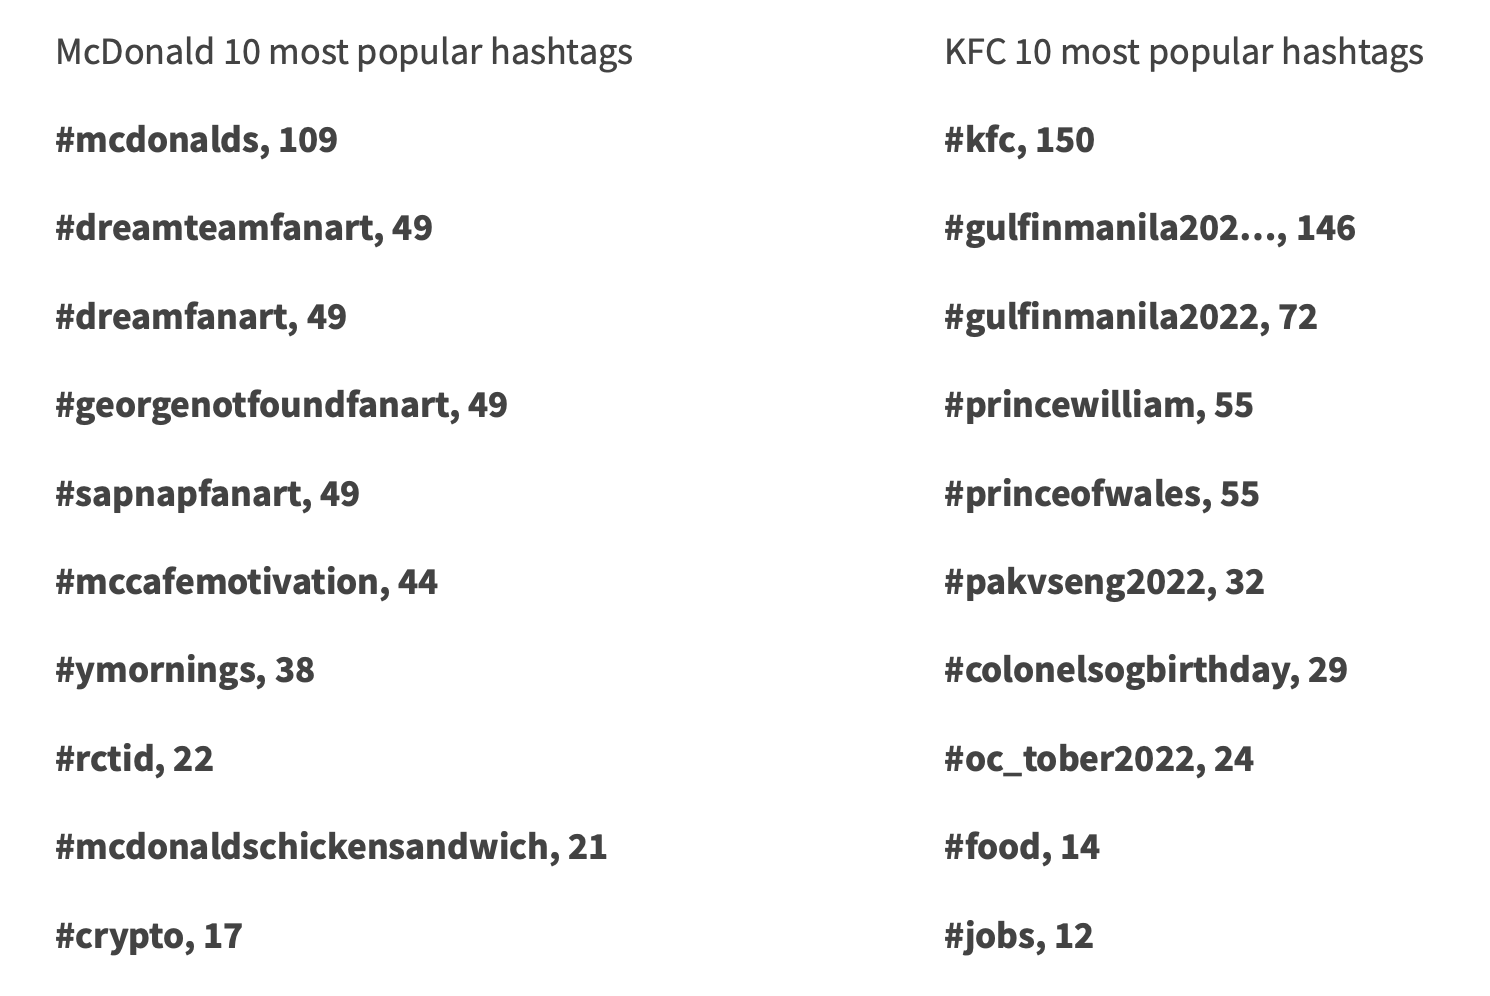 McDonald 10 most popular hashtags
#mcdonalds, 109
#dreamteamfanart, 49
#dreamfanart, 49
#georgenotfoundfanart, 49
#sapnapfanart, 49
#mccafemotivation, 44
#ymornings, 38
#rctid, 22
#mcdonaldschickensandwich, 21
#crypto, 17
KFC 10 most popular hashtags
#kfc, 150
#gulfinmanila202…, 146
#gulfinmanila2022, 72
#princewilliam, 55
#princeofwales, 55
#pakvseng2022, 32
#colonelsogbirthday, 29
#oc_tober2022, 24
#food, 14
#jobs, 12